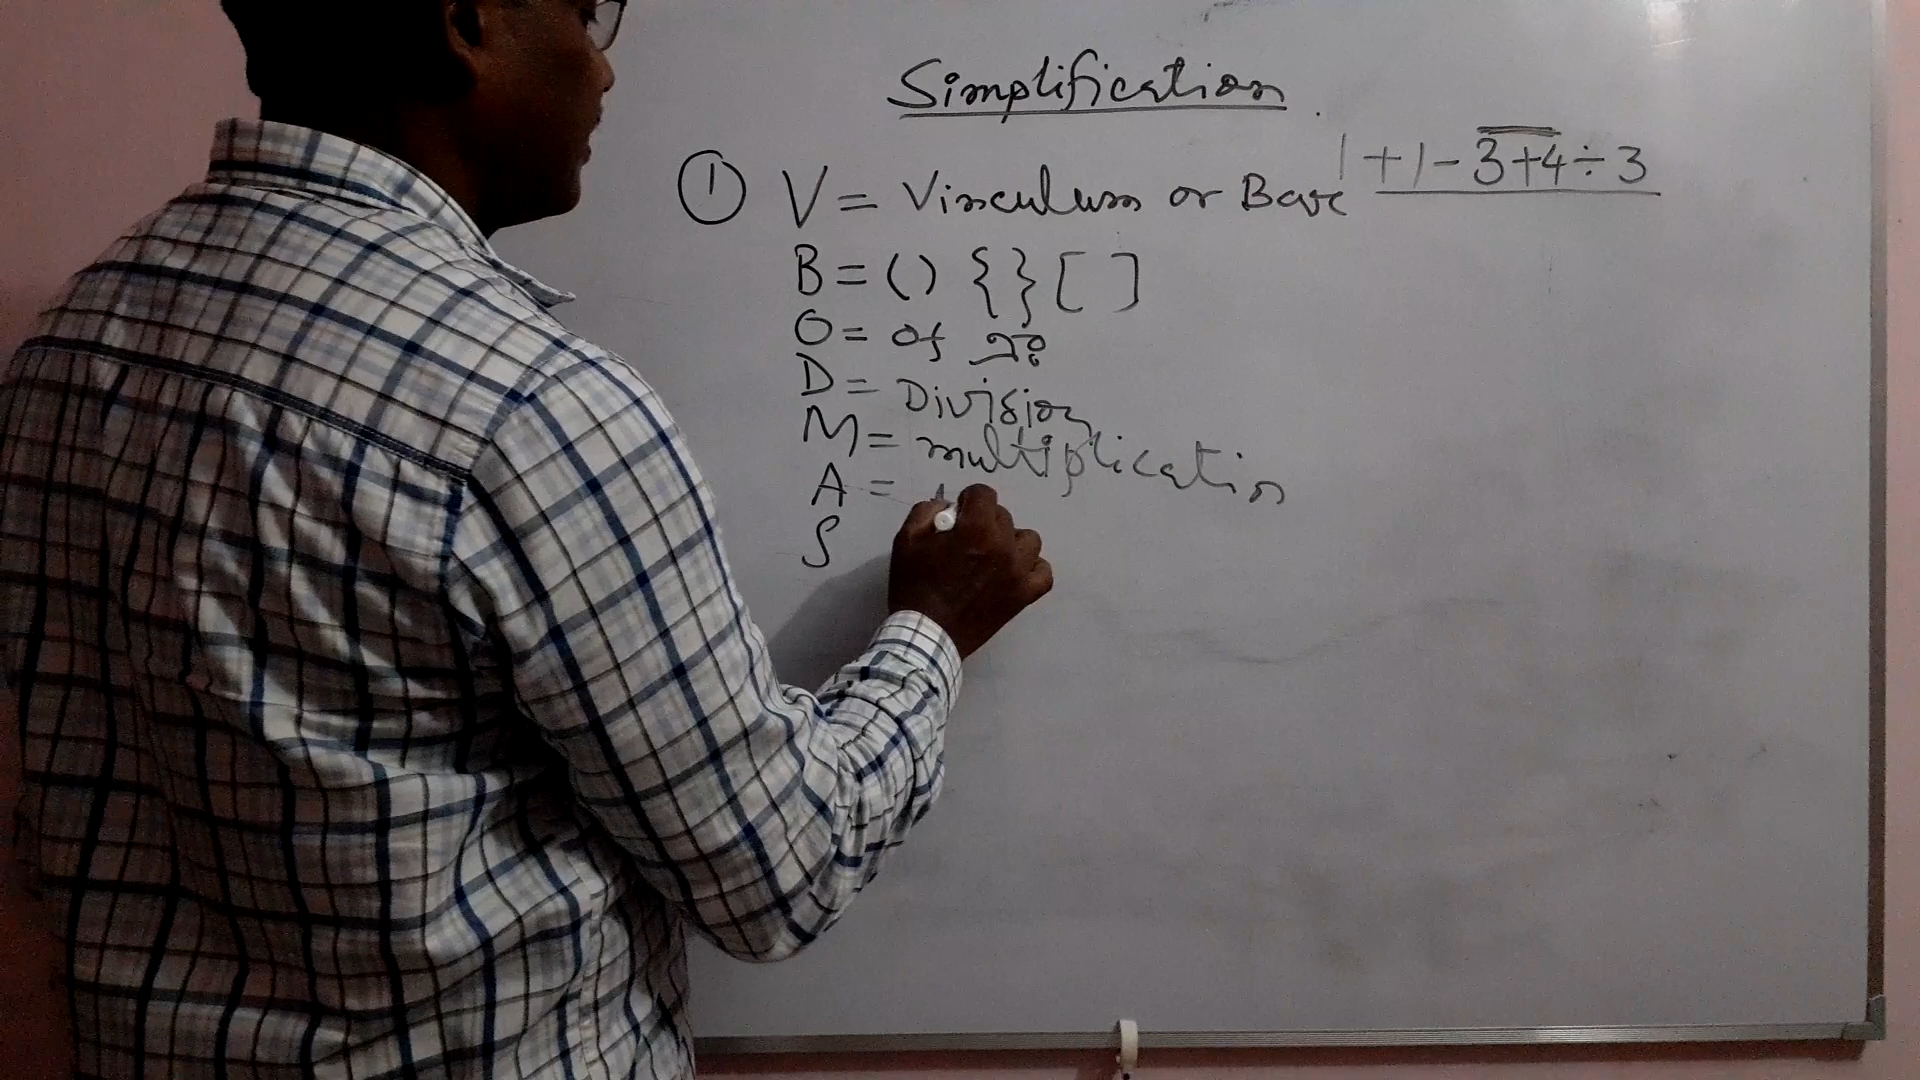 Simplification
① V = Vinculum or Bar 1+1-3̅+̅4̅÷3
B = () {} []
O = of
D = Division
M = multiplication
A =
S